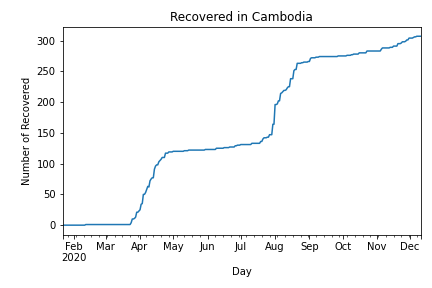 Recovered in Cambodia
Number of Recovered
300
250
200
150
100
50
0
Feb Mar Apr May Jun Jul Aug Sep Oct Nov Dec
2020
Day